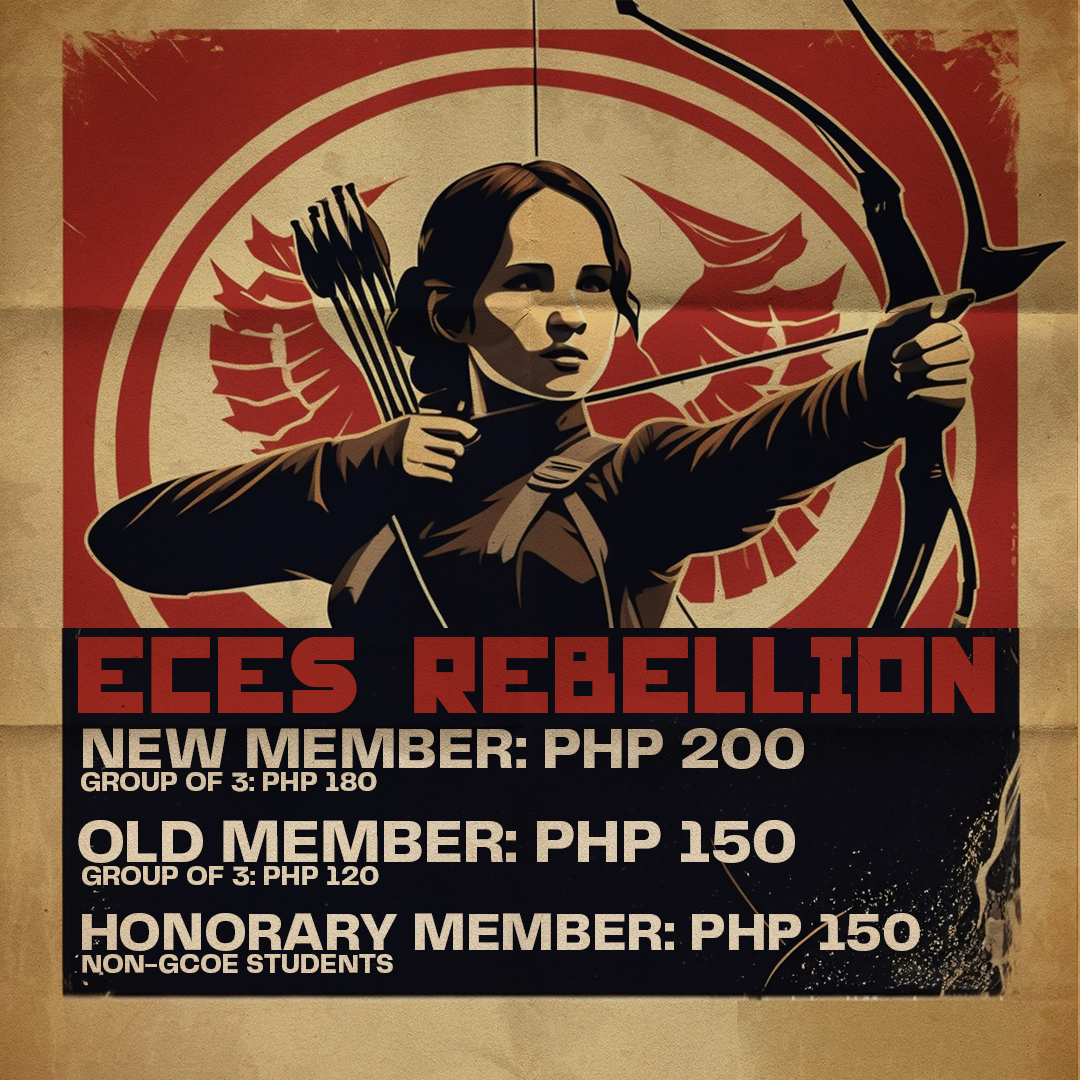 ECES REBELLION
NEW MEMBER: PHP 200
GROUP OF 3: PHP 180
OLD MEMBER: PHP 150
GROUP OF 3: PHP 120
HONORARY MEMBER: PHP 150
NON-GCOE STUDENTS